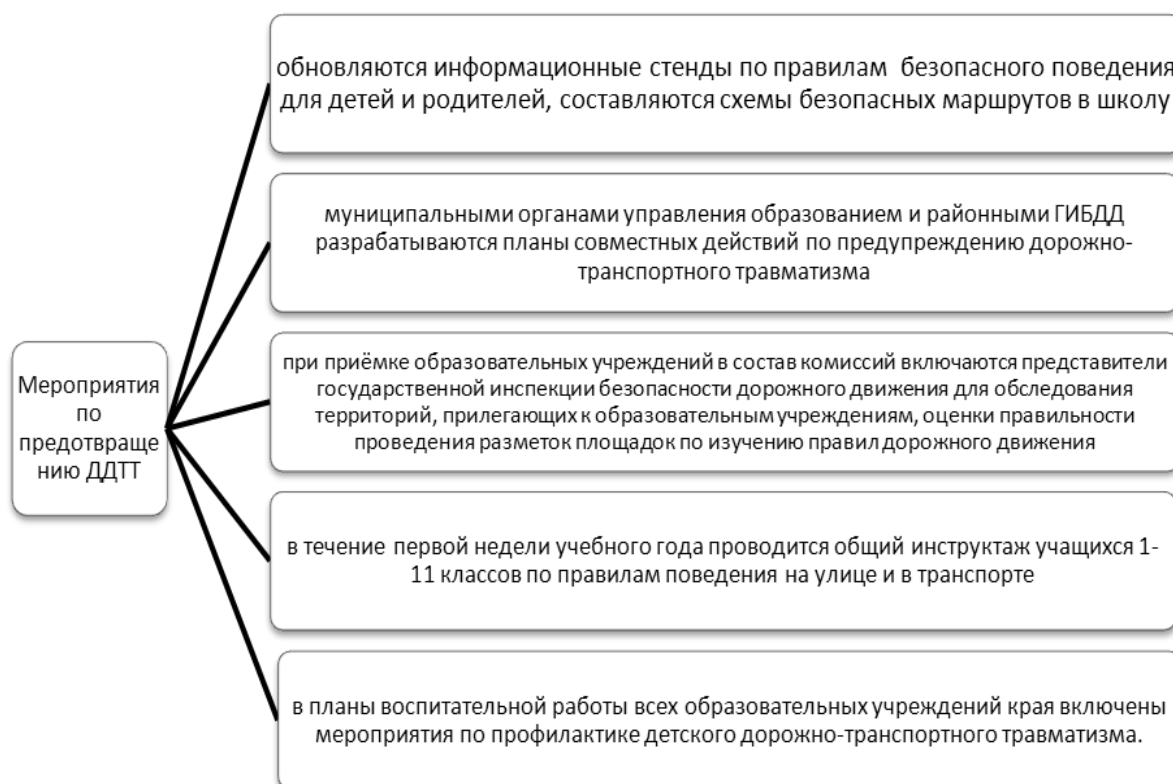 обновляются информационные стенды по правилам безопасного поведения
для детей и родителей, составляются схемы безопасных маршрутов в школу
муниципальными органами управления образованием и районными ГИБДД
разрабатываются планы совместных действий по предупреждению дорожно-
транспортного травматизма
Мероприятия
по
предотвраще
нию ДДТТ
при приёмке образовательных учреждений в состав комиссий включаются представители
государственной инспекции безопасности дорожного движения для обследования
территорий, прилегающих к образовательным учреждениям, оценки правильности
проведения разметок площадок по изучению правил дорожного движения
в течение первой недели учебного года проводится общий инструктаж учащихся 1-
11 классов по правилам поведения на улице и в транспорте
в планы воспитательной работы всех образовательных учреждений края включены
мероприятия по профилактике детского дорожно-транспортного травматизма.